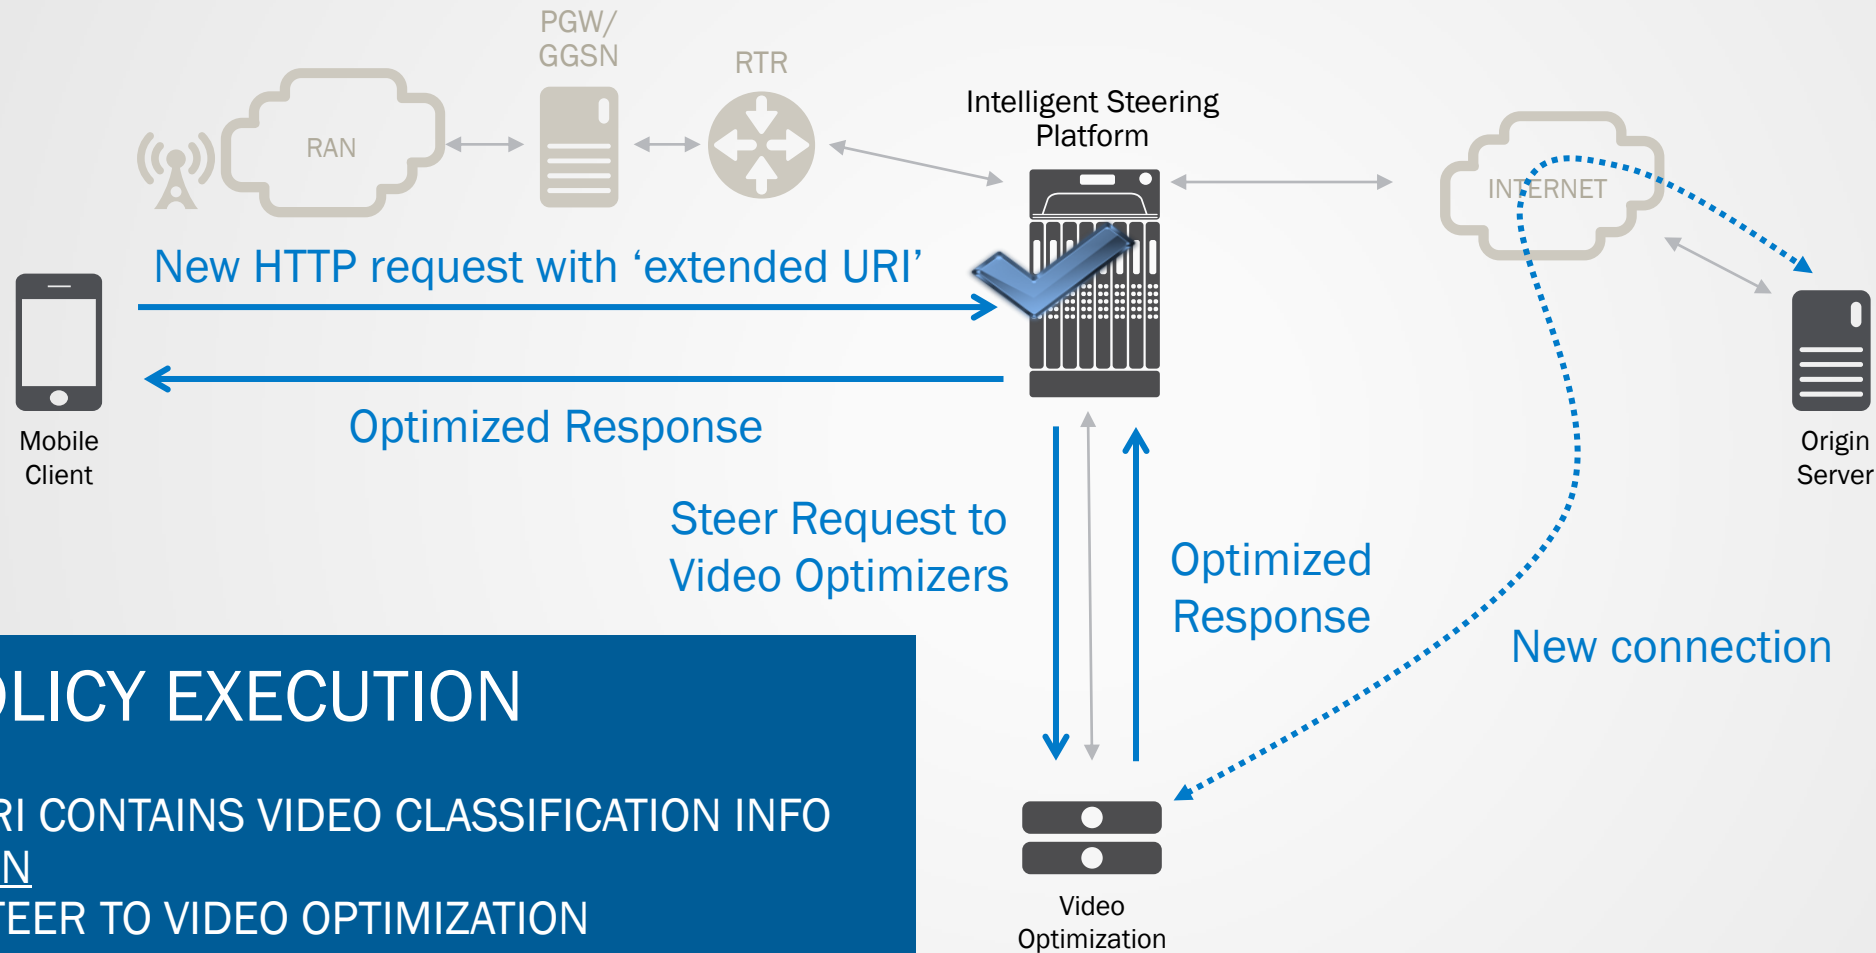 PGW/
GGSN
RTR
RAN
Intelligent Steering
Platform
INTERNET
New HTTP request with ‘extended URI’
Optimized Response
Mobile
Client
Origin
Server
Steer Request to
Video Optimizers
Optimized
Response
New connection
OLICY EXECUTION
RI CONTAINS VIDEO CLASSIFICATION INFO
N
TEER TO VIDEO OPTIMIZATION
Video
Optimization